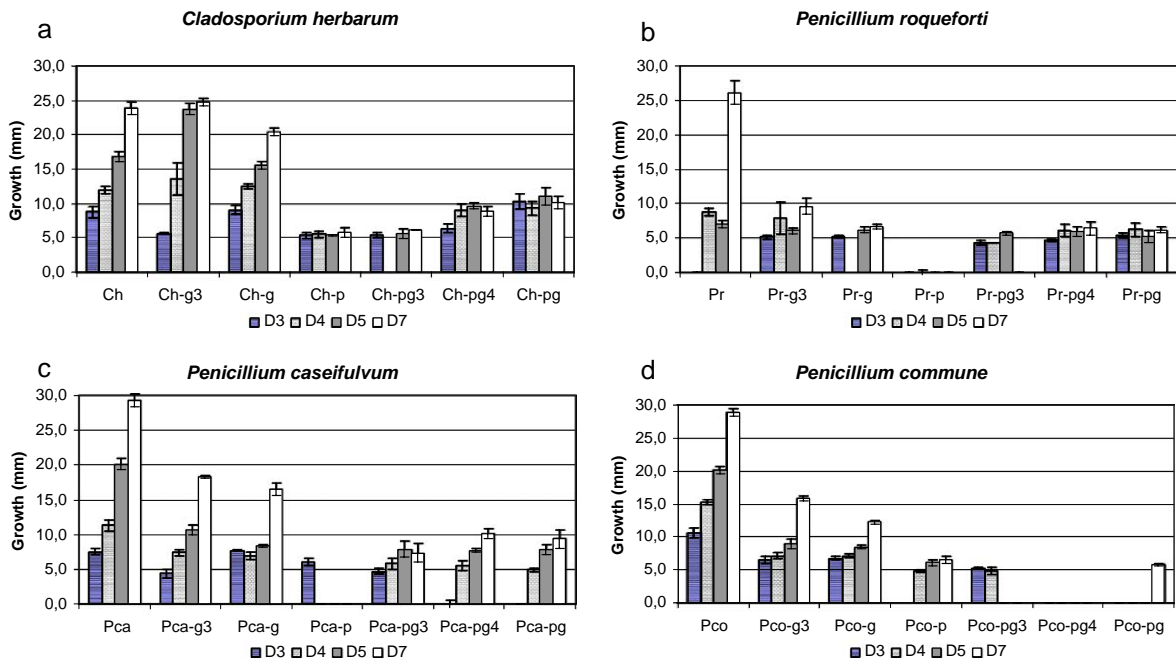 a
Cladosporium herbarum
Growth (mm)
30,0
25,0
20,0
15,0
10,0
5,0
0,0
Ch Ch-g3 Ch-g Ch-p Ch-pg3 Ch-pg4 Ch-pg
D3 D4 D5 D7
b
Penicillium roqueforti
Growth (mm)
30,0
25,0
20,0
15,0
10,0
5,0
0,0
Pr Pr-g3 Pr-g Pr-p Pr-pg3 Pr-pg4 Pr-pg
D3 D4 D5 D7
c
Penicillium caseifulvum
Growth (mm)
30,0
25,0
20,0
15,0
10,0
5,0
0,0
Pca Pca-g3 Pca-g Pca-p Pca-pg3 Pca-pg4 Pca-pg
D3 D4 D5 D7
d
Penicillium commune
Growth (mm)
30,0
25,0
20,0
15,0
10,0
5,0
0,0
Pco Pco-g3 Pco-g Pco-p Pco-pg3 Pco-pg4 Pco-pg
D3 D4 D5 D7